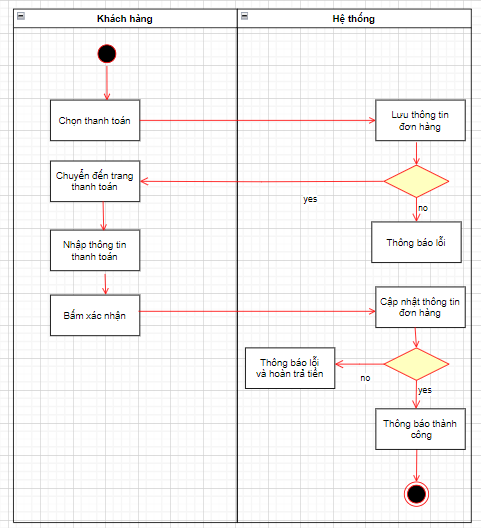 Khách hàng
Hệ thống
Chọn thanh toán
Lưu thông tin
đơn hàng
Chuyển đến trang
thanh toán
yes
no
Nhập thông tin
thanh toán
Thông báo lỗi
Bấm xác nhận
Cập nhật thông tin
đơn hàng
Thông báo lỗi
và hoàn trả tiền
no
yes
Thông báo thành
công